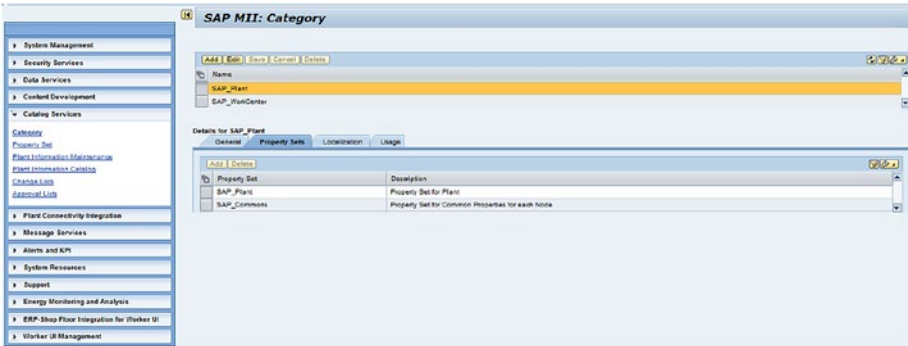 SAP MII: Category
System Management
Security Services
Data Services
Content Development
Catalog Services
Category
Property Set
Plant Information Maintenance
Plant Information Catalog
Change Lists
Approval Lists
Plant Connectivity Integration
Message Services
Alerts and KPI
System Resources
Support
Energy Monitoring and Analysis
ERP-Shop Floor Integration for Worker UI
Worker UI Management
Add Edit Save Cancel Delete
Name
SAP_Plant
SAP_WorkCenter
Details for SAP_Plant
General Property Sets Localization Usage
Add Delete
Property Set Description
SAP_Plant Property Set for Plant
SAP_Commons Property Set for Common Properties for each Node